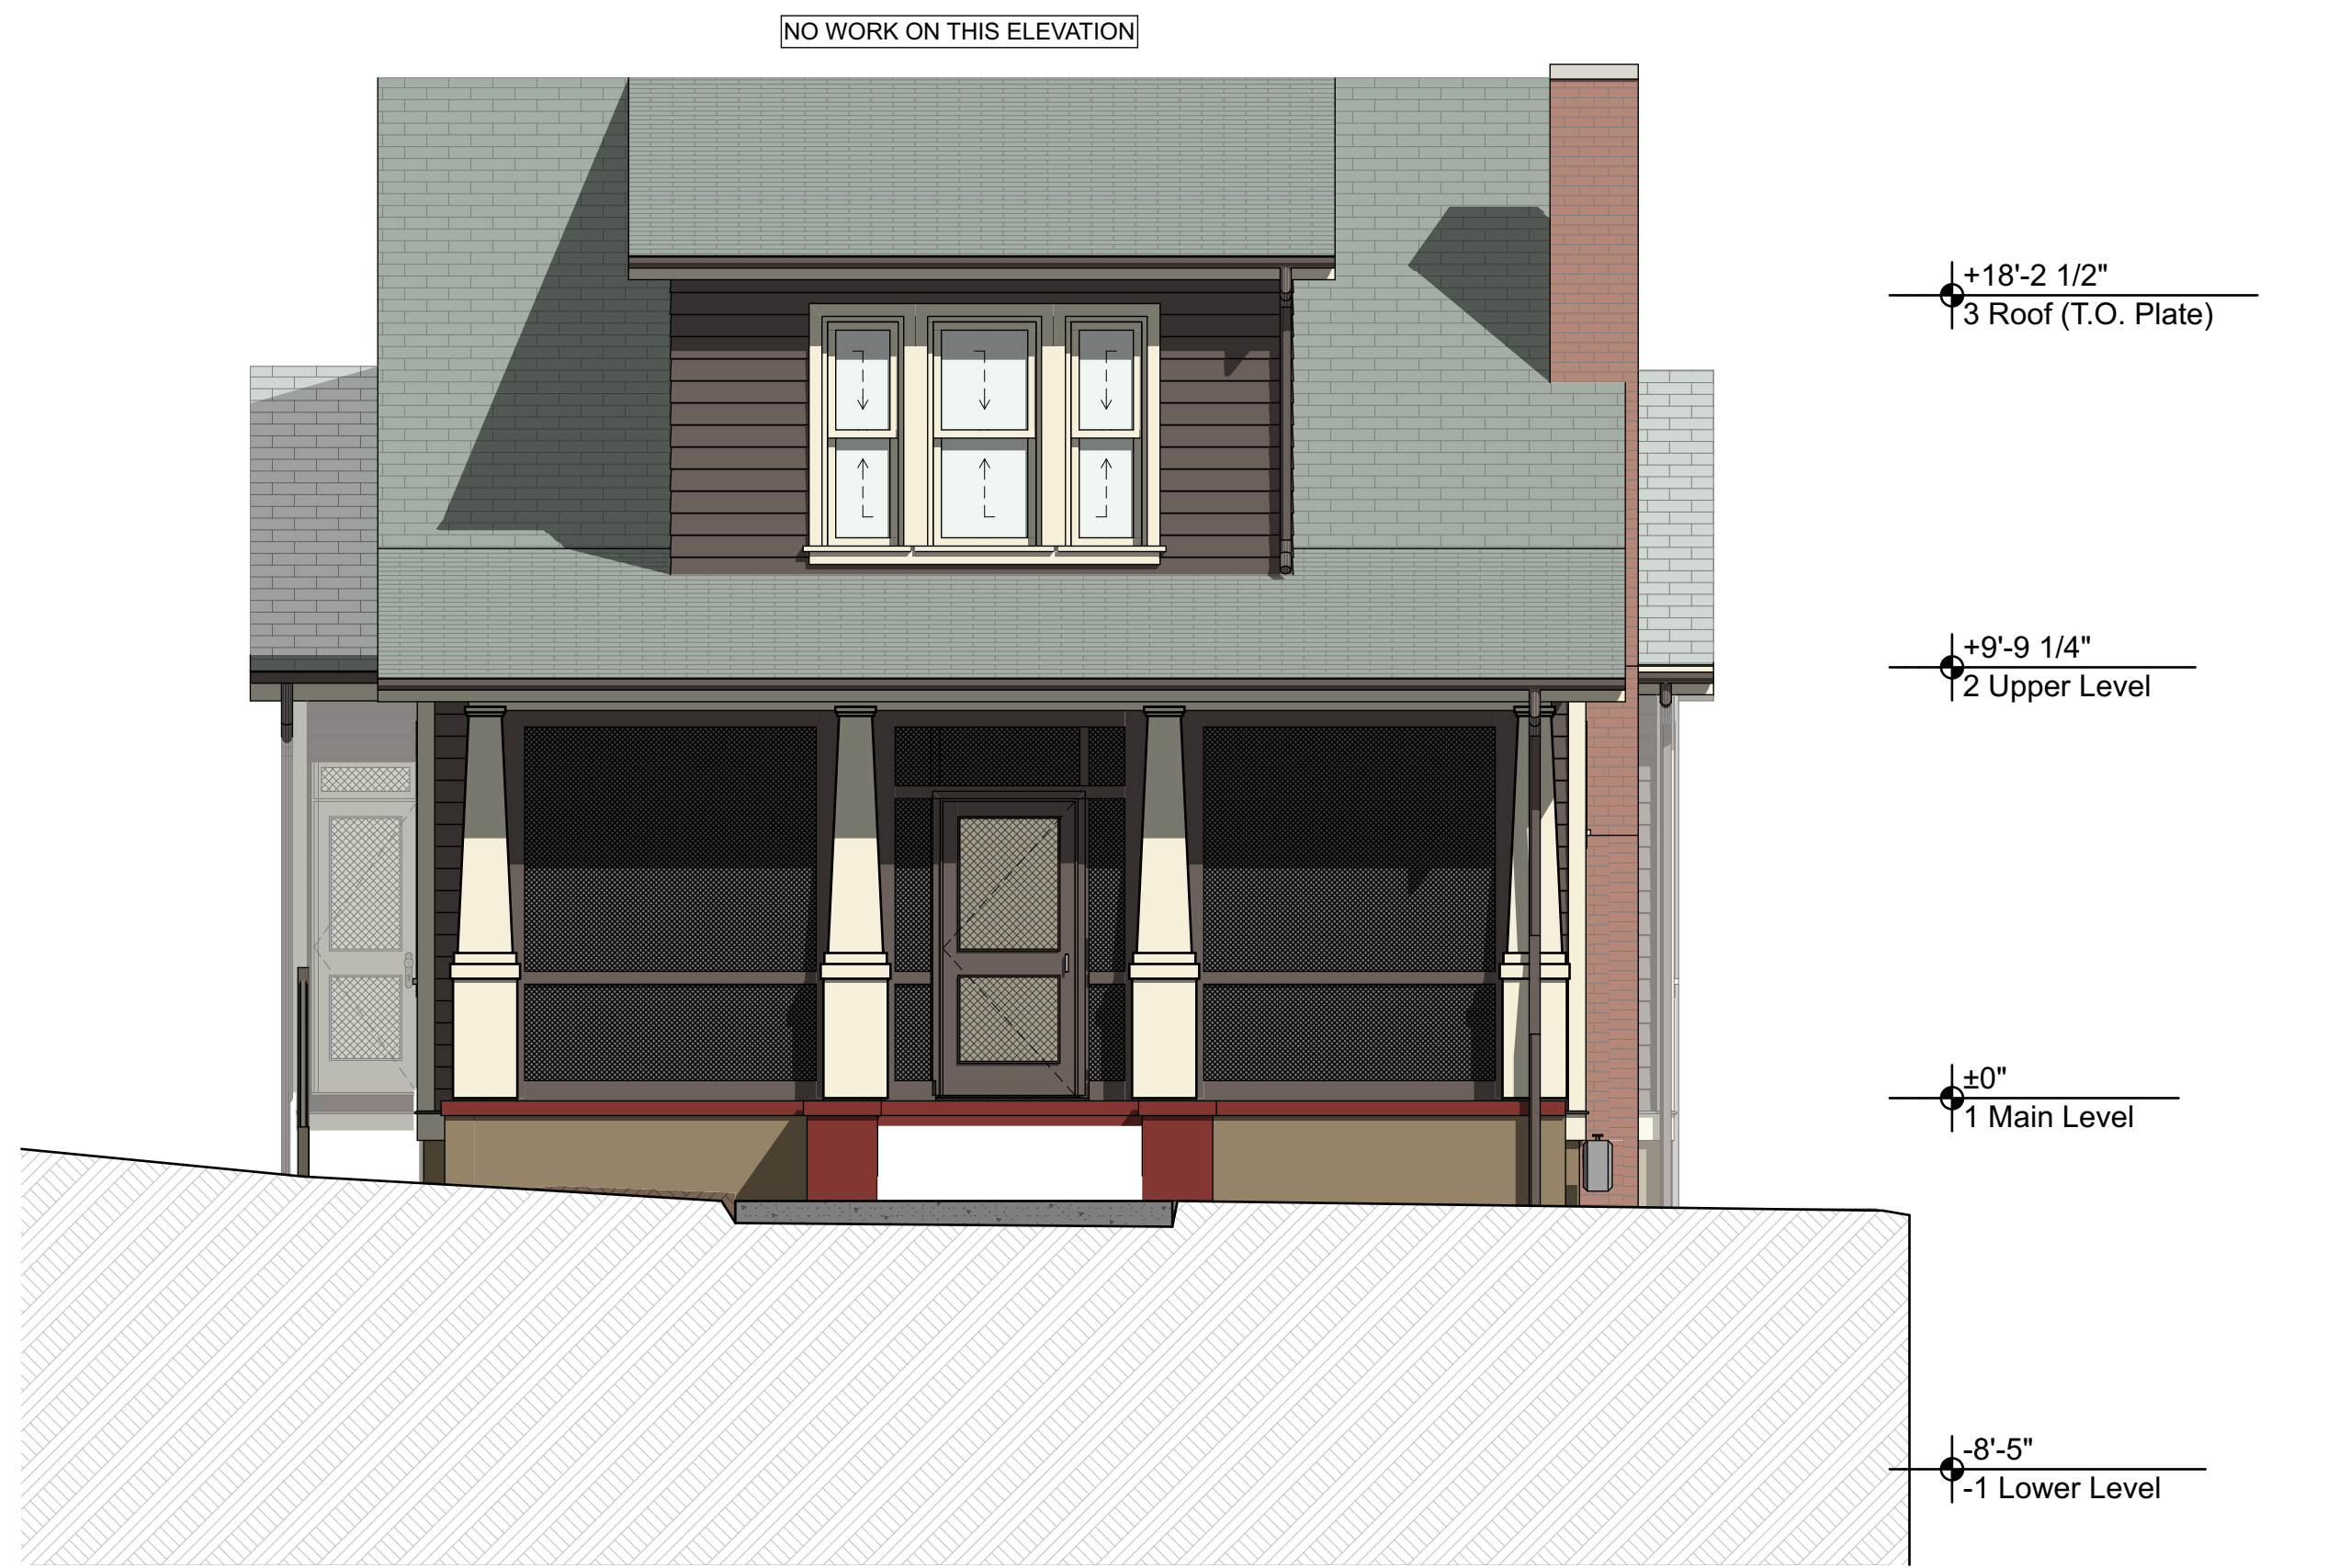 NO WORK ON THIS ELEVATION
+18'-2 1/2"
3 Roof (T.O. Plate)
+9'-9 1/4"
2 Upper Level
±0"
1 Main Level
-8'-5"
-1 Lower Level